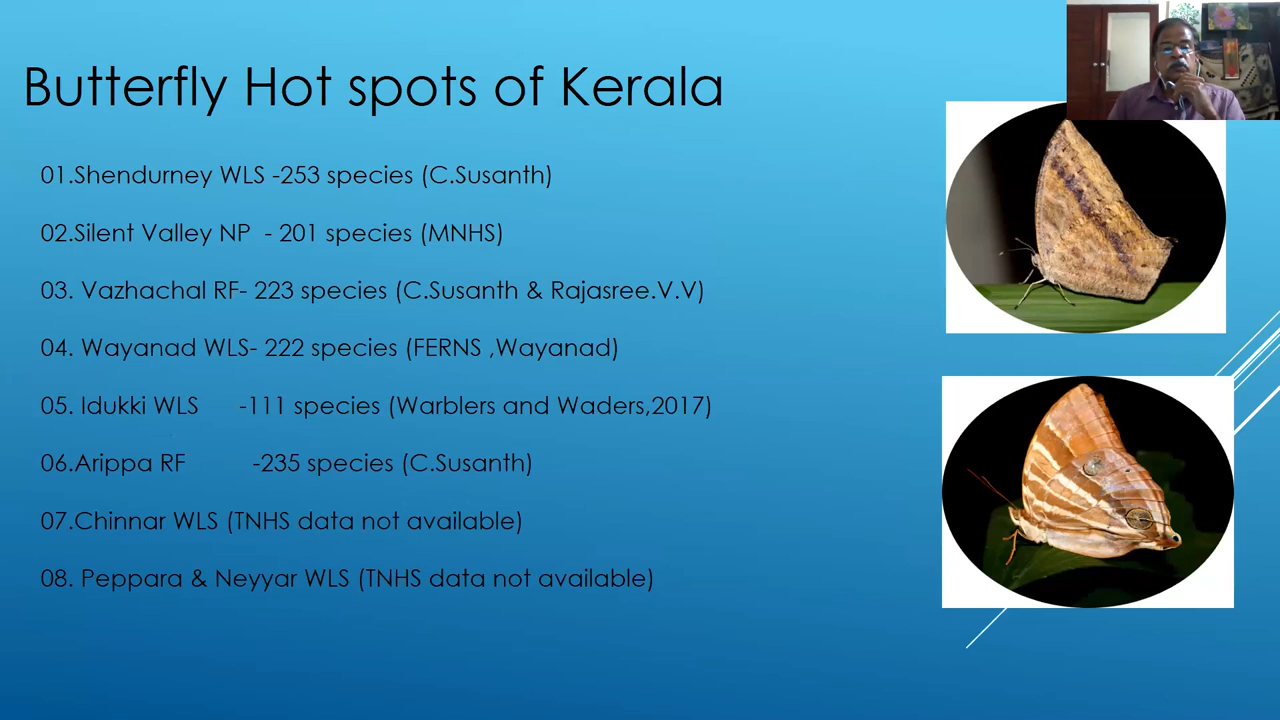 Butterfly Hot spots of Kerala
01.Shendurney WLS -253 species (C.Susanth)
02.Silent Valley NP - 201 species (MNHS)
03. Vazhachal RF- 223 species (C.Susanth & Rajasree.V.V)
04. Wayanad WLS- 222 species (FERNS ,Wayanad)
05. Idukki WLS -111 species (Warblers and Waders,2017)
06.Arippa RF -235 species (C.Susanth)
07.Chinnar WLS (TNHS data not available)
08. Peppara & Neyyar WLS (TNHS data not available)